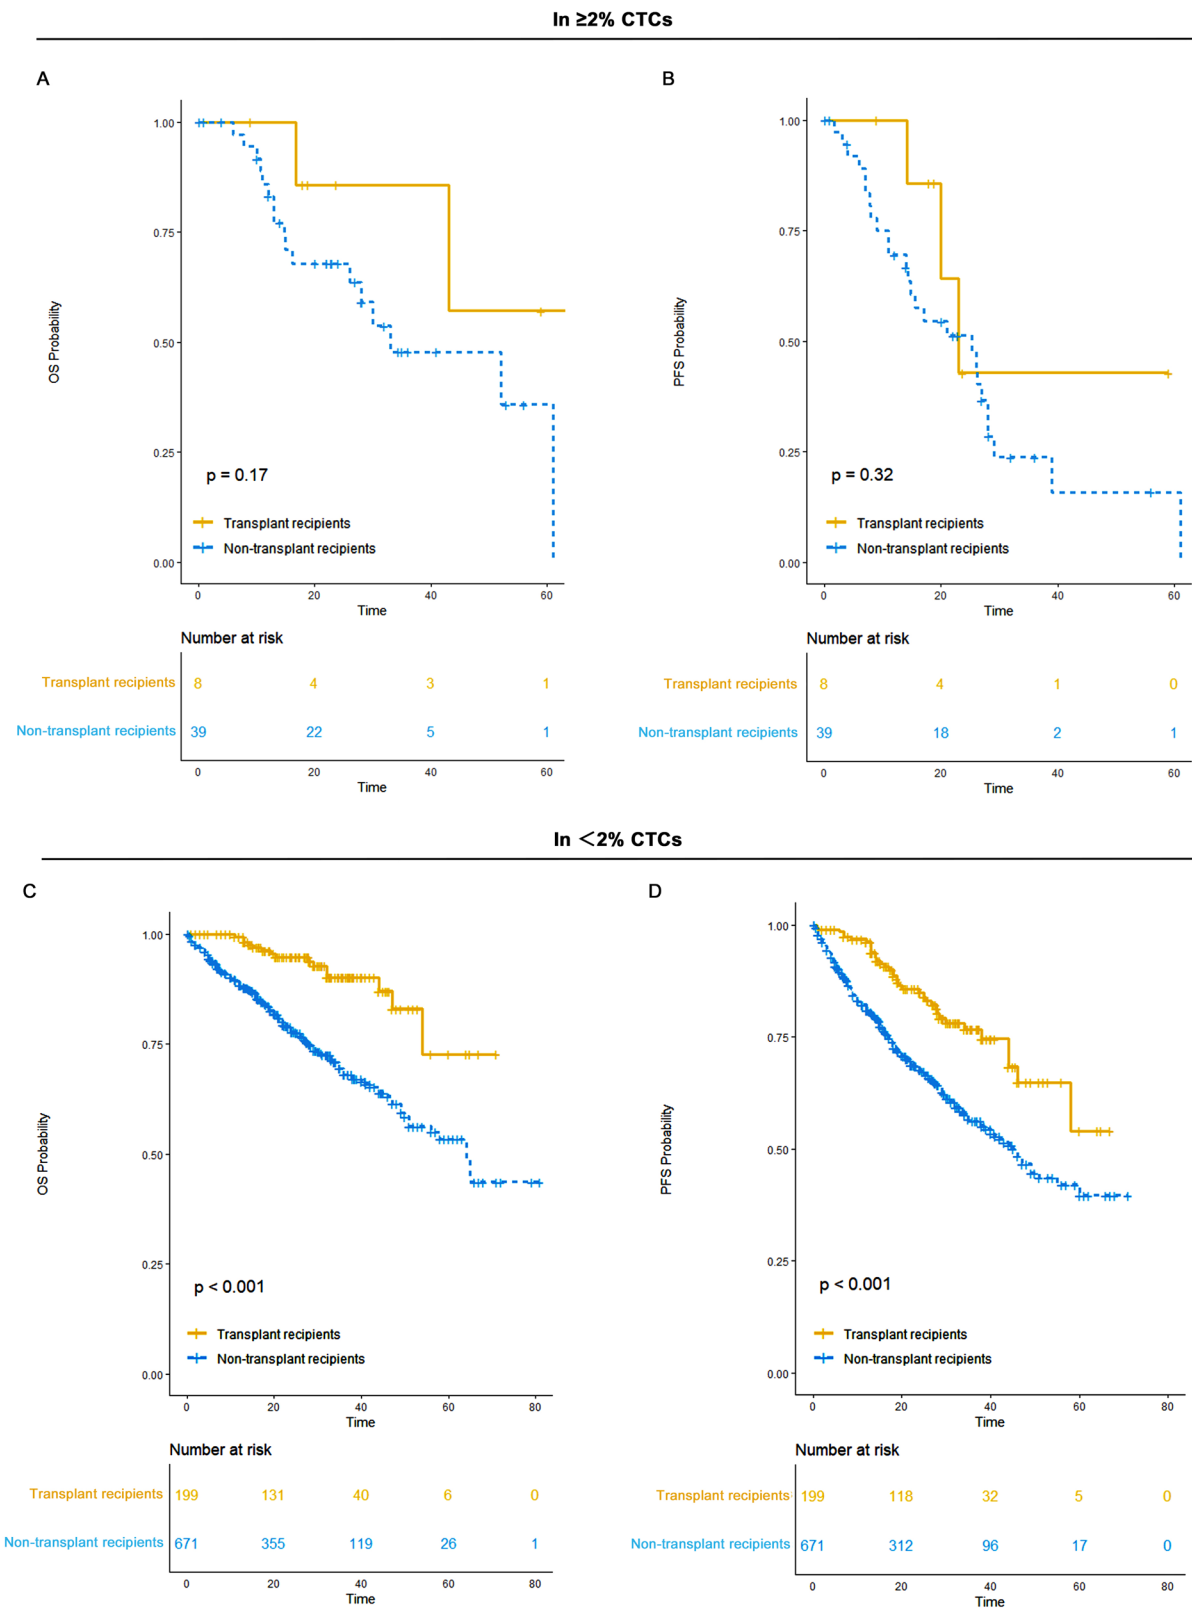 In ≥2% CTCs
A
B
1.00
0.75
0.50
0.25
0.00
OS Probability
p = 0.17
Transplant recipients
Non-transplant recipients
0 20 40 60
Time
1.00
0.75
0.50
0.25
0.00
PFS Probability
p = 0.32
Transplant recipients
Non-transplant recipients
0 20 40 60
Time
Number at risk
Transplant recipients 8 4 3 1
Non-transplant recipients 39 22 5 1
0 20 40 60
Time
Number at risk
Transplant recipients 8 4 1 0
Non-transplant recipients 39 18 2 1
0 20 40 60
Time
In <2% CTCs
C
D
1.00
0.75
0.50
0.25
0.00
OS Probability
p < 0.001
Transplant recipients
Non-transplant recipients
0 20 40 60 80
Time
1.00
0.75
0.50
0.25
0.00
PFS Probability
p < 0.001
Transplant recipients
Non-transplant recipients
0 20 40 60 80
Time
Number at risk
Transplant recipients 199 131 40 6 0
Non-transplant recipients 671 355 119 26 1
0 20 40 60 80
Time
Number at risk
Transplant recipients 199 118 32 5 0
Non-transplant recipients 671 312 96 17 0
0 20 40 60 80
Time